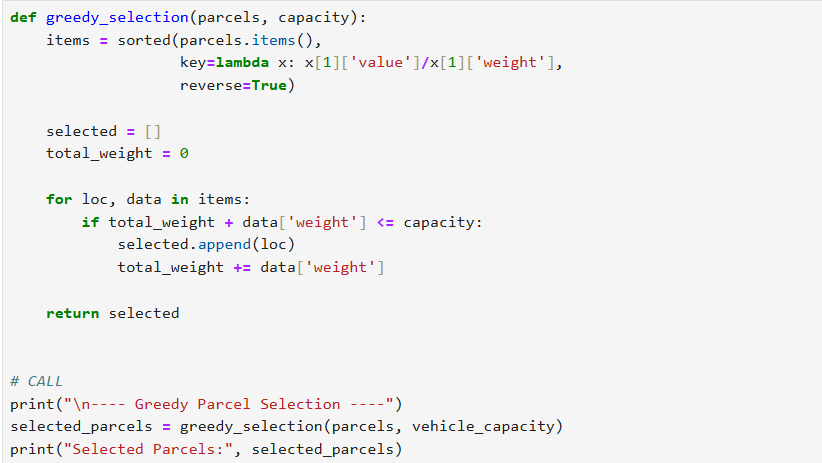 def greedy_selection(parcels, capacity):
    items = sorted(parcels.items(),
                   key=lambda x: x[1]['value']/x[1]['weight'],
                   reverse=True)
    selected = []
    total_weight = 0
    for loc, data in items:
        if total_weight + data['weight'] <= capacity:
            selected.append(loc)
            total_weight += data['weight']
    return selected
# CALL
print("\n---- Greedy Parcel Selection ----")
selected_parcels = greedy_selection(parcels, vehicle_capacity)
print("Selected Parcels:", selected_parcels)